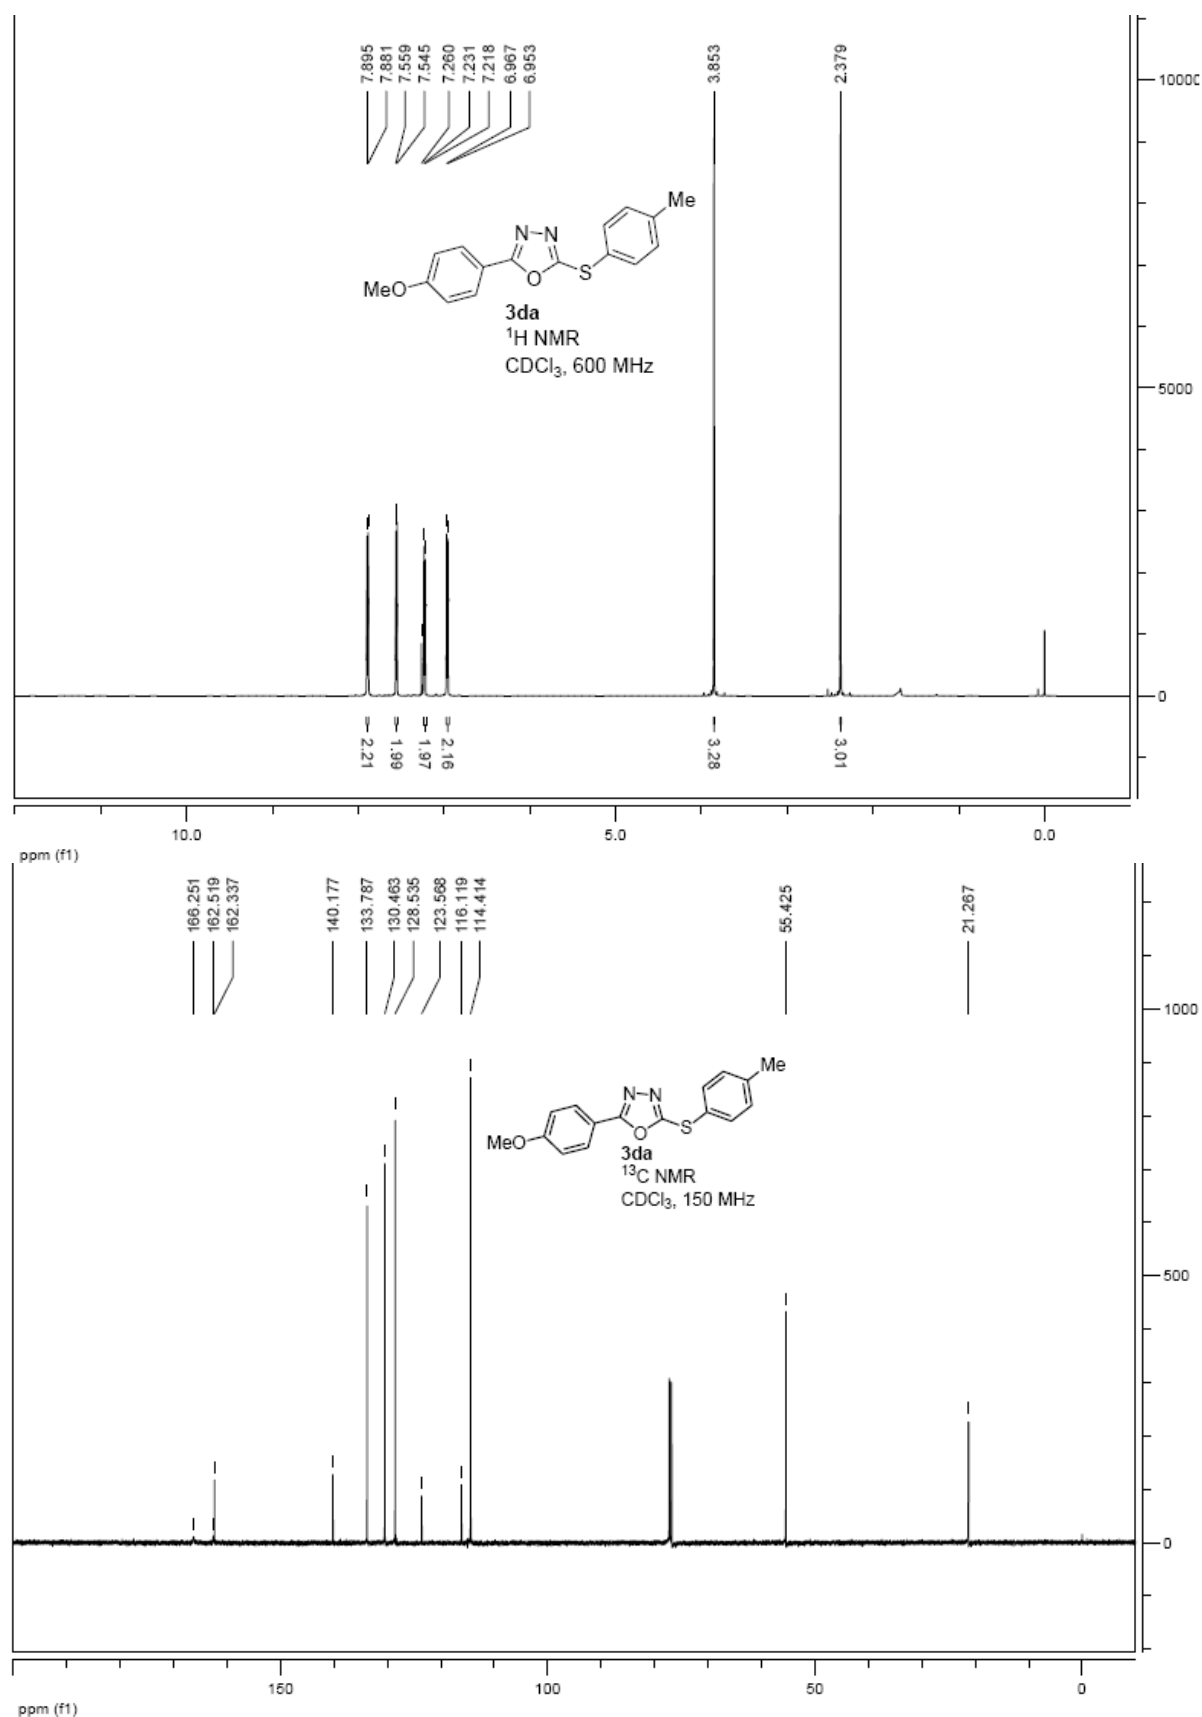 7.895
7.881
7.559
7.545
7.260
7.231
7.218
6.967
6.953
3.853
2.379
10000
Me
N N
S
O
MeO
3da
¹H NMR
CDCl₃, 600 MHz
5000
0
2.21
1.99
1.97
2.16
3.28
3.01
10.0
5.0
0.0
ppm (f1)
166.251
162.519
162.337
140.177
133.787
130.463
128.535
123.568
116.119
114.414
55.425
21.267
1000
Me
N N
S
O
MeO
3da
¹³C NMR
CDCl₃, 150 MHz
500
0
150
100
50
0
ppm (f1)